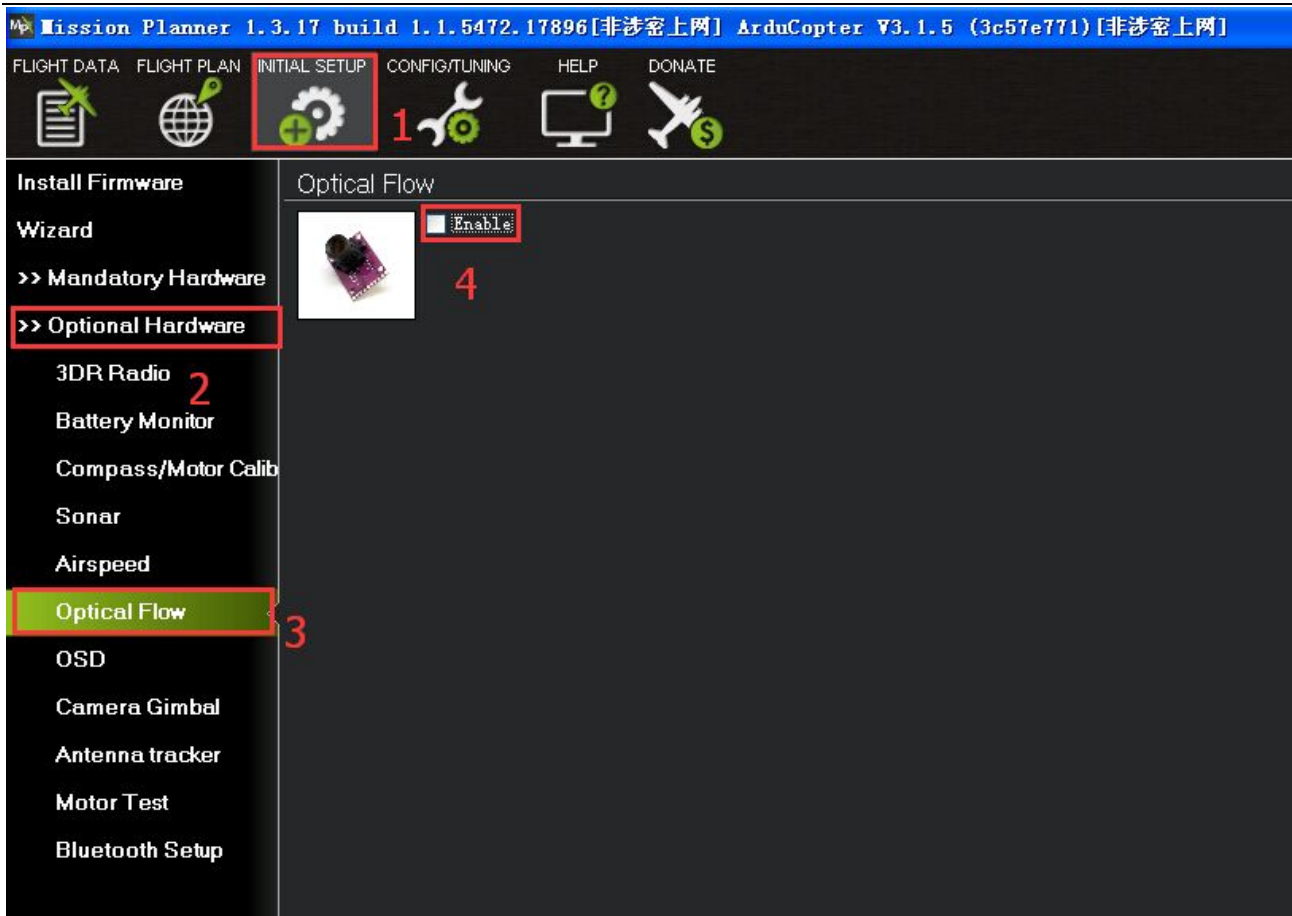 Mission Planner 1.3.17 build 1.1.5472.17896[非涉密上网] ArduCopter V3.1.5 (3c57e771)[非涉密上网]
FLIGHT DATA FLIGHT PLAN INITIAL SETUP CONFIG/TUNING HELP DONATE
1
Install Firmware
Wizard
>> Mandatory Hardware
>> Optional Hardware
3DR Radio
2
Battery Monitor
Compass/Motor Calib
Sonar
Airspeed
Optical Flow
3
OSD
Camera Gimbal
Antenna tracker
Motor Test
Bluetooth Setup
Optical Flow
Enable
4